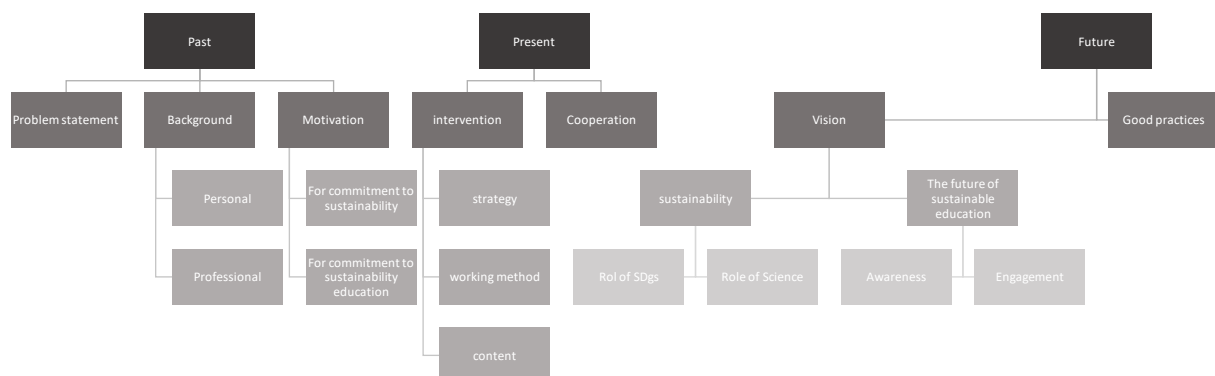 Past
Present
Future
Problem statement
Background
Motivation
intervention
Cooperation
Vision
Good practices
Personal
For commitment to
sustainability
strategy
sustainability
The future of
sustainable
education
Professional
For commitment to
sustainability
education
working method
Rol of SDgs
Role of Science
Awareness
Engagement
content